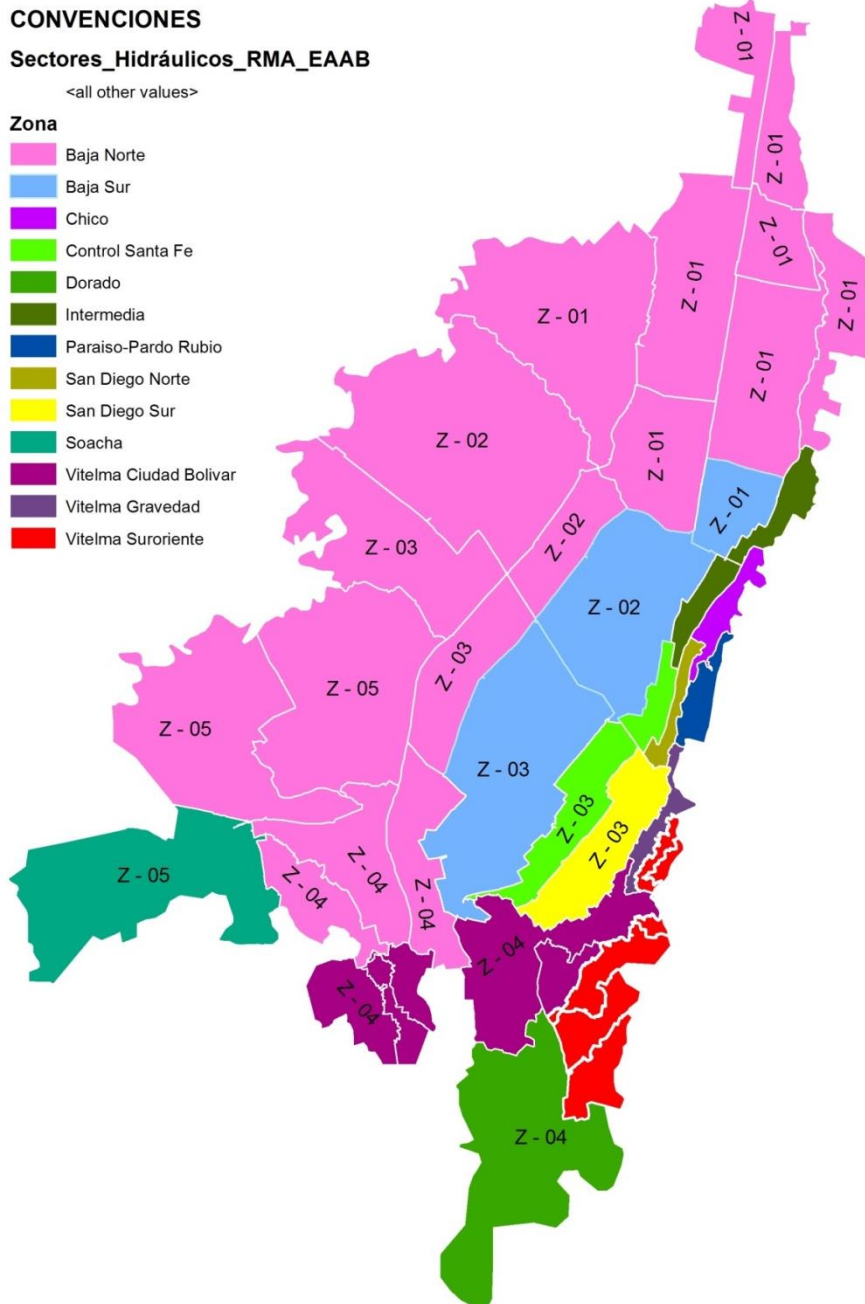 CONVENCIONES
Sectores_Hidráulicos_RMA_EAAB
<all other values>
Zona
Baja Norte
Baja Sur
Chico
Control Santa Fe
Dorado
Intermedia
Paraiso-Pardo Rubio
San Diego Norte
San Diego Sur
Soacha
Vitelma Ciudad Bolivar
Vitelma Gravedad
Vitelma Suroriente
Z - 01
Z - 01
Z - 01
Z - 01
Z - 01
Z - 01
Z - 01
Z - 01
Z - 02
Z - 01
Z - 02
Z - 03
Z - 02
Z - 03
Z - 05
Z - 05
Z - 03
Z - 03
Z - 03
Z - 05
Z - 04
Z - 04
Z - 04
Z - 04
Z - 04
Z - 04